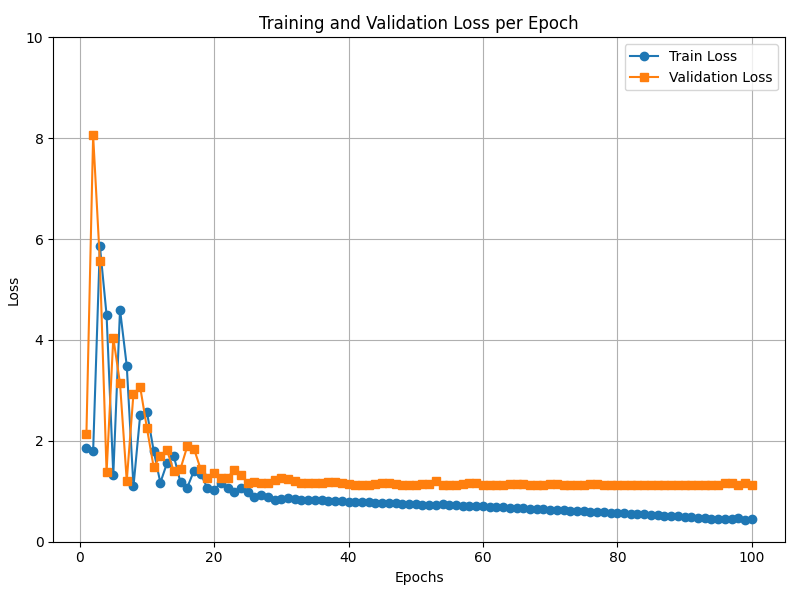 Training and Validation Loss per Epoch
10
8
6
4
2
0
Loss
Train Loss
Validation Loss
0 20 40 60 80 100
Epochs